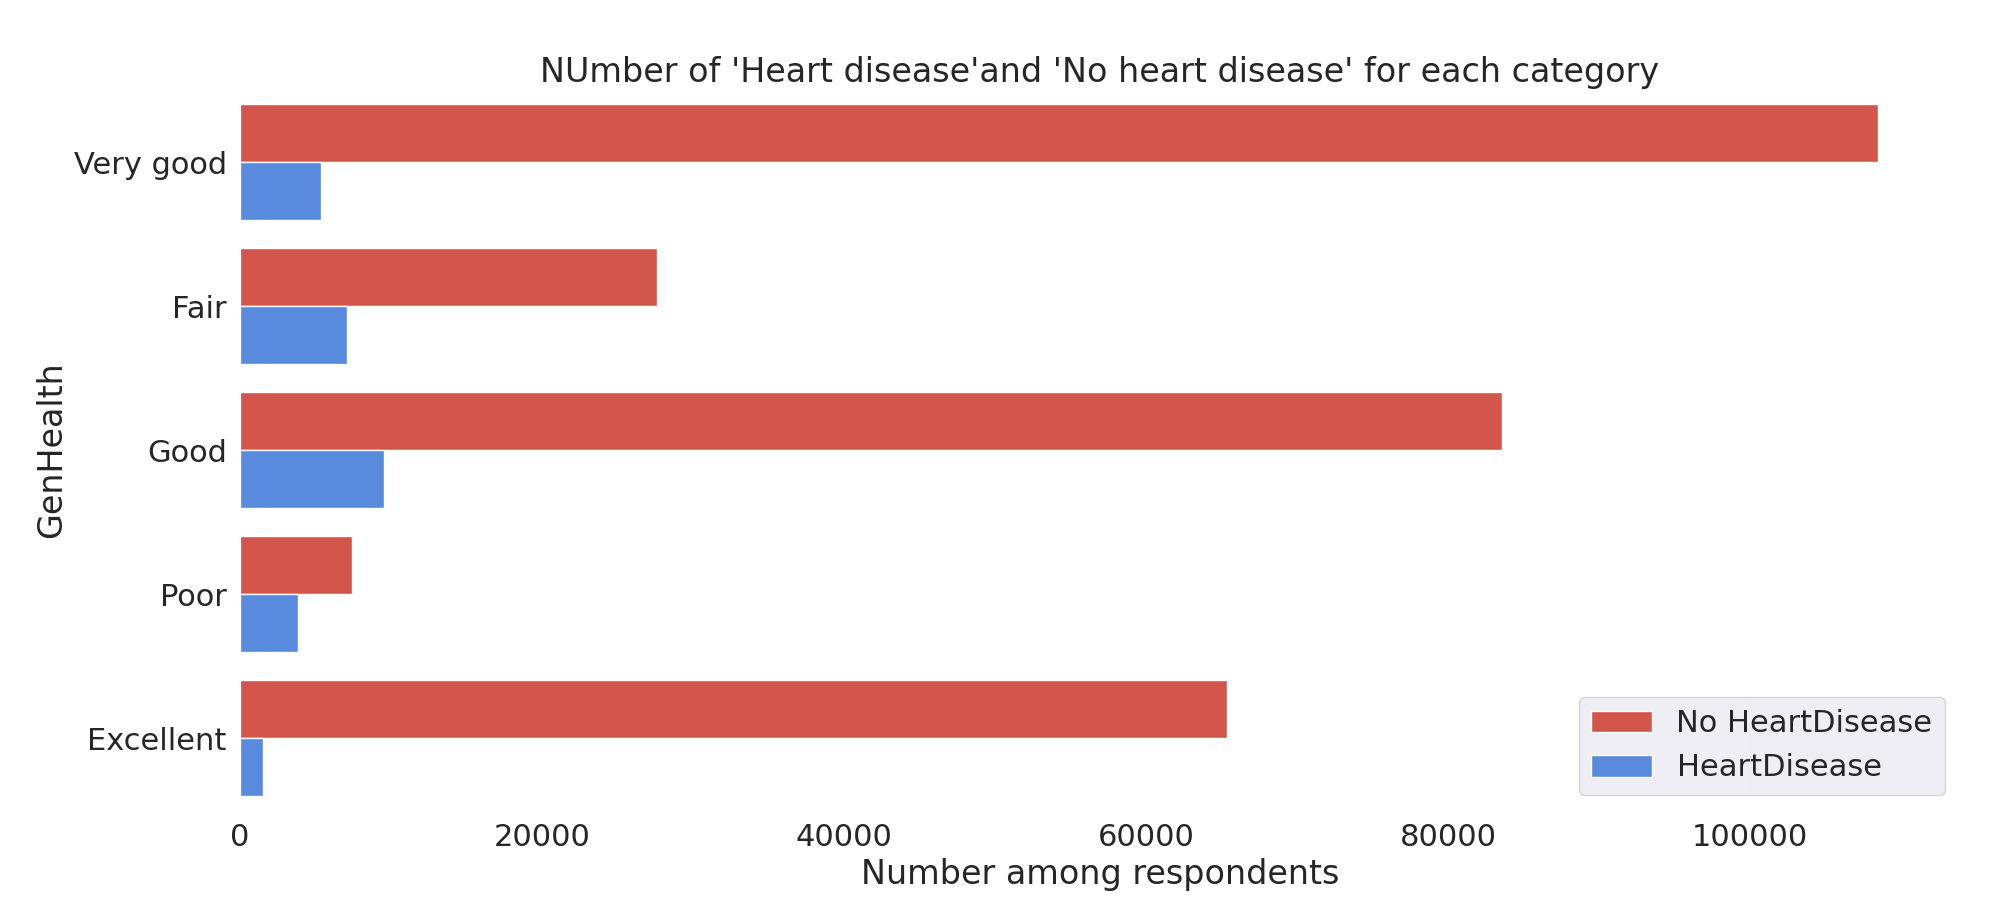 NUmber of 'Heart disease'and 'No heart disease' for each category
GenHealth
Very good
Fair
Good
Poor
Excellent
No HeartDisease
HeartDisease
0 20000 40000 60000 80000 100000
Number among respondents